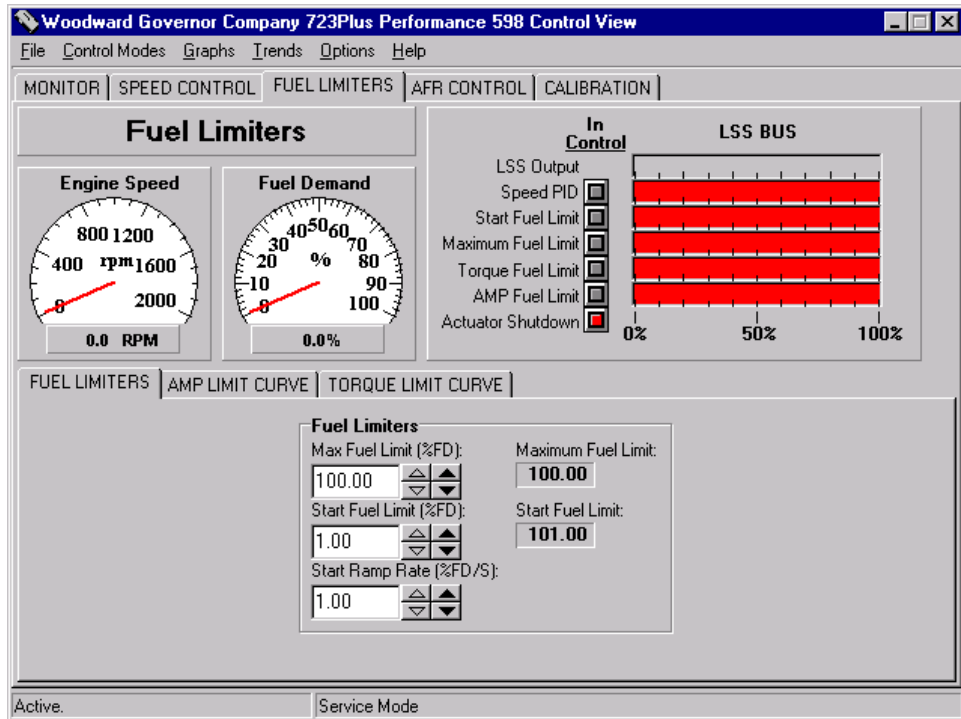 Woodward Governor Company 723Plus Performance 598 Control View
File Control Modes Graphs Trends Options Help
MONITOR SPEED CONTROL FUEL LIMITERS AFR CONTROL CALIBRATION
Fuel Limiters
Engine Speed
0 400 800 1200 1600 2000
rpm
0.0 RPM
Fuel Demand
0 10 20 30 40 50 60 70 80 90 100
%
0.0%
In Control
LSS BUS
LSS Output
Speed PID
Start Fuel Limit
Maximum Fuel Limit
Torque Fuel Limit
AMP Fuel Limit
Actuator Shutdown
0% 50% 100%
FUEL LIMITERS AMP LIMIT CURVE TORQUE LIMIT CURVE
Fuel Limiters
Max Fuel Limit (%FD): Maximum Fuel Limit:
100.00 100.00
Start Fuel Limit (%FD): Start Fuel Limit:
1.00 101.00
Start Ramp Rate (%FD/S):
1.00
Active. Service Mode